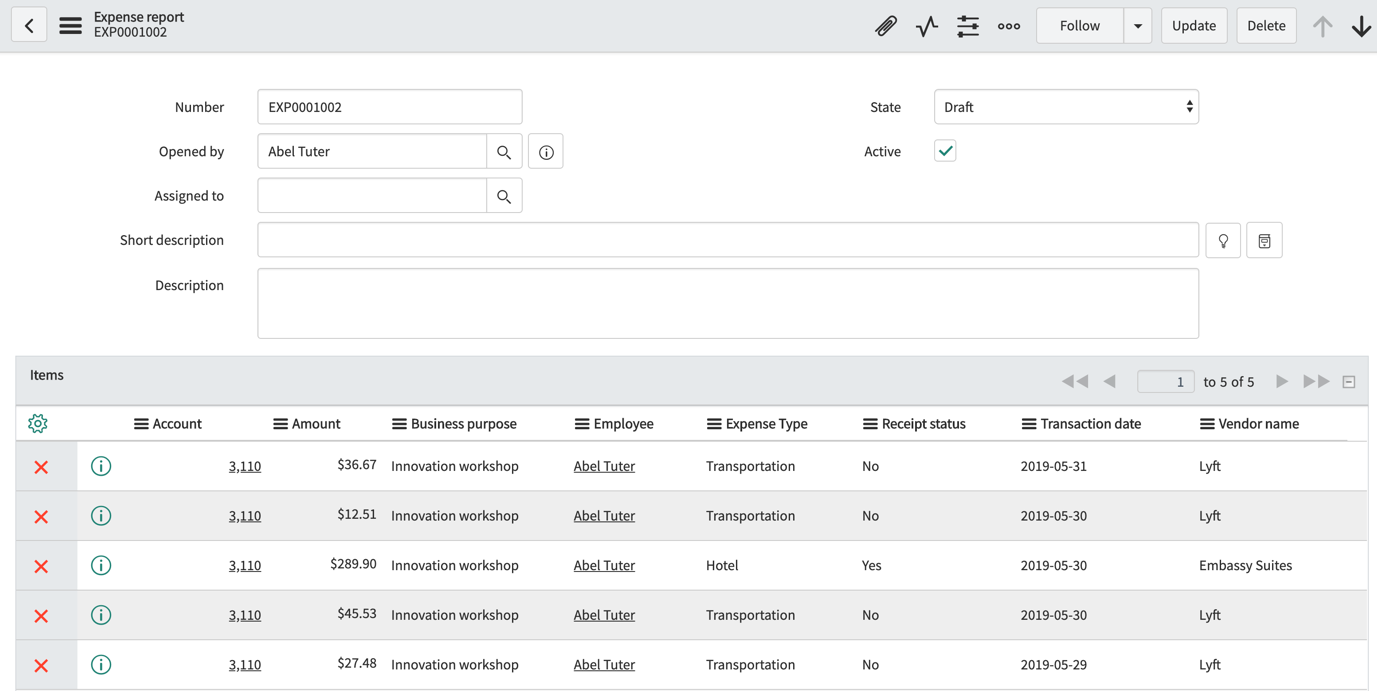 Expense report
EXP0001002
Follow
Update
Delete
Number EXP0001002 State Draft
Opened by Abel Tuter Active
Assigned to
Short description
Description
Items 1 to 5 of 5
Account Amount Business purpose Employee Expense Type Receipt status Transaction date Vendor name
3,110 $36.67 Innovation workshop Abel Tuter Transportation No 2019-05-31 Lyft
3,110 $12.51 Innovation workshop Abel Tuter Transportation No 2019-05-30 Lyft
3,110 $289.90 Innovation workshop Abel Tuter Hotel Yes 2019-05-30 Embassy Suites
3,110 $45.53 Innovation workshop Abel Tuter Transportation No 2019-05-30 Lyft
3,110 $27.48 Innovation workshop Abel Tuter Transportation No 2019-05-29 Lyft